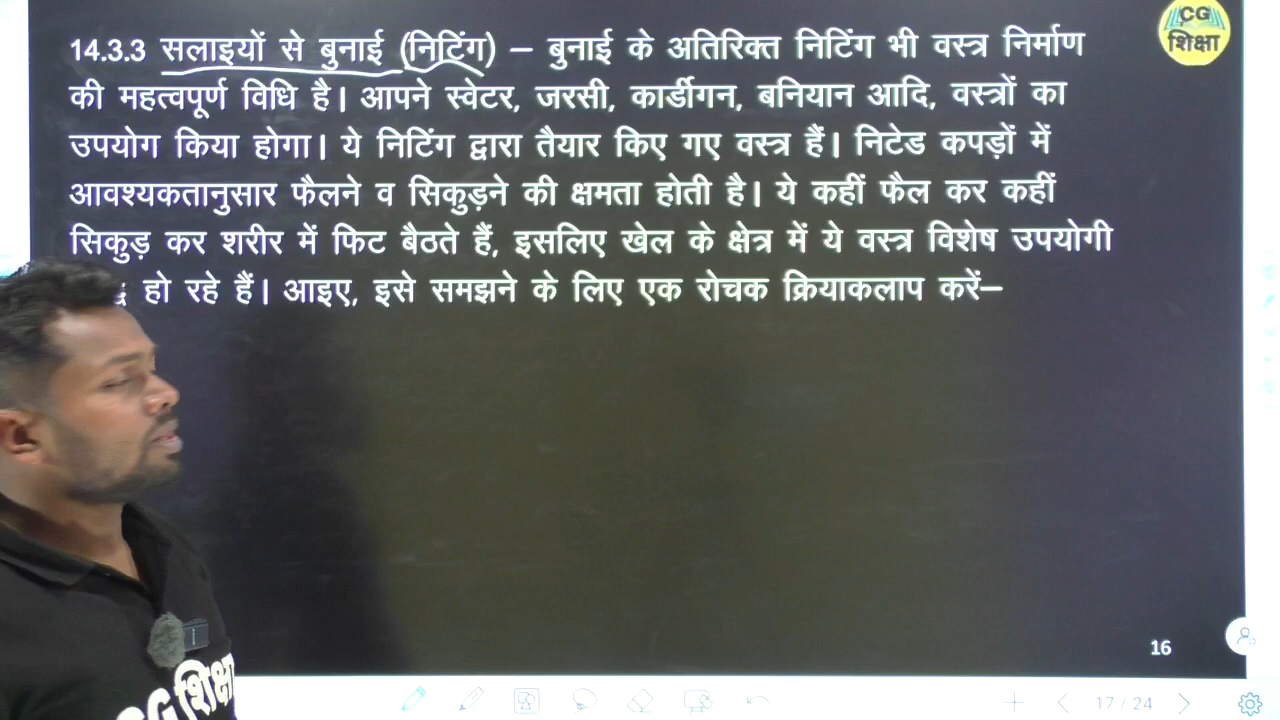 14.3.3 सलाइयों से बुनाई (निटिंग) – बुनाई के अतिरिक्त निटिंग भी वस्त्र निर्माण
की महत्वपूर्ण विधि है। आपने स्वेटर, जरसी, कार्डीगन, बनियान आदि, वस्त्रों का
उपयोग किया होगा। ये निटिंग द्वारा तैयार किए गए वस्त्र हैं। निटेड कपड़ों में
आवश्यकतानुसार फैलने व सिकुड़ने की क्षमता होती है। ये कहीं फैल कर कहीं
सिकुड़ कर शरीर में फिट बैठते हैं, इसलिए खेल के क्षेत्र में ये वस्त्र विशेष उपयोगी
हो रहे हैं। आइए, इसे समझने के लिए एक रोचक क्रियाकलाप करें–
CG
शिक्षा
CG शिक्षा
16
17 / 24